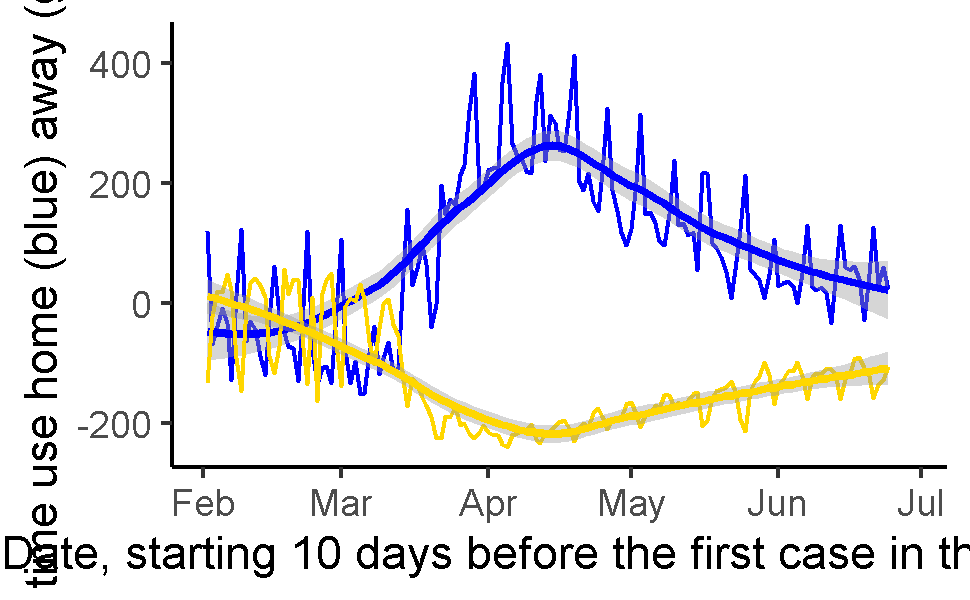 time use home (blue) away (
400
200
0
-200
Feb Mar Apr May Jun Jul
Date, starting 10 days before the first case in th